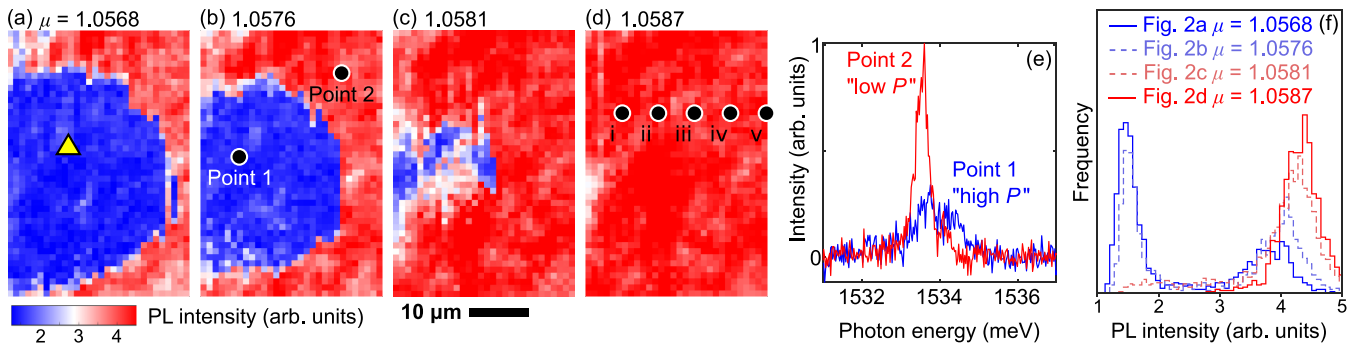 (a) μ = 1.0568
(b) 1.0576
(c) 1.0581
(d) 1.0587
Point 2
Point 1
i ii iii iv v
2 3 4
PL intensity (arb. units)
10 μm
(e)
Point 2
"low P"
Point 1
"high P"
Intensity (arb. units)
1
0
1532 1534 1536
Photon energy (meV)
(f)
Fig. 2a μ = 1.0568
Fig. 2b μ = 1.0576
Fig. 2c μ = 1.0581
Fig. 2d μ = 1.0587
Frequency
1 2 3 4 5
PL intensity (arb. units)